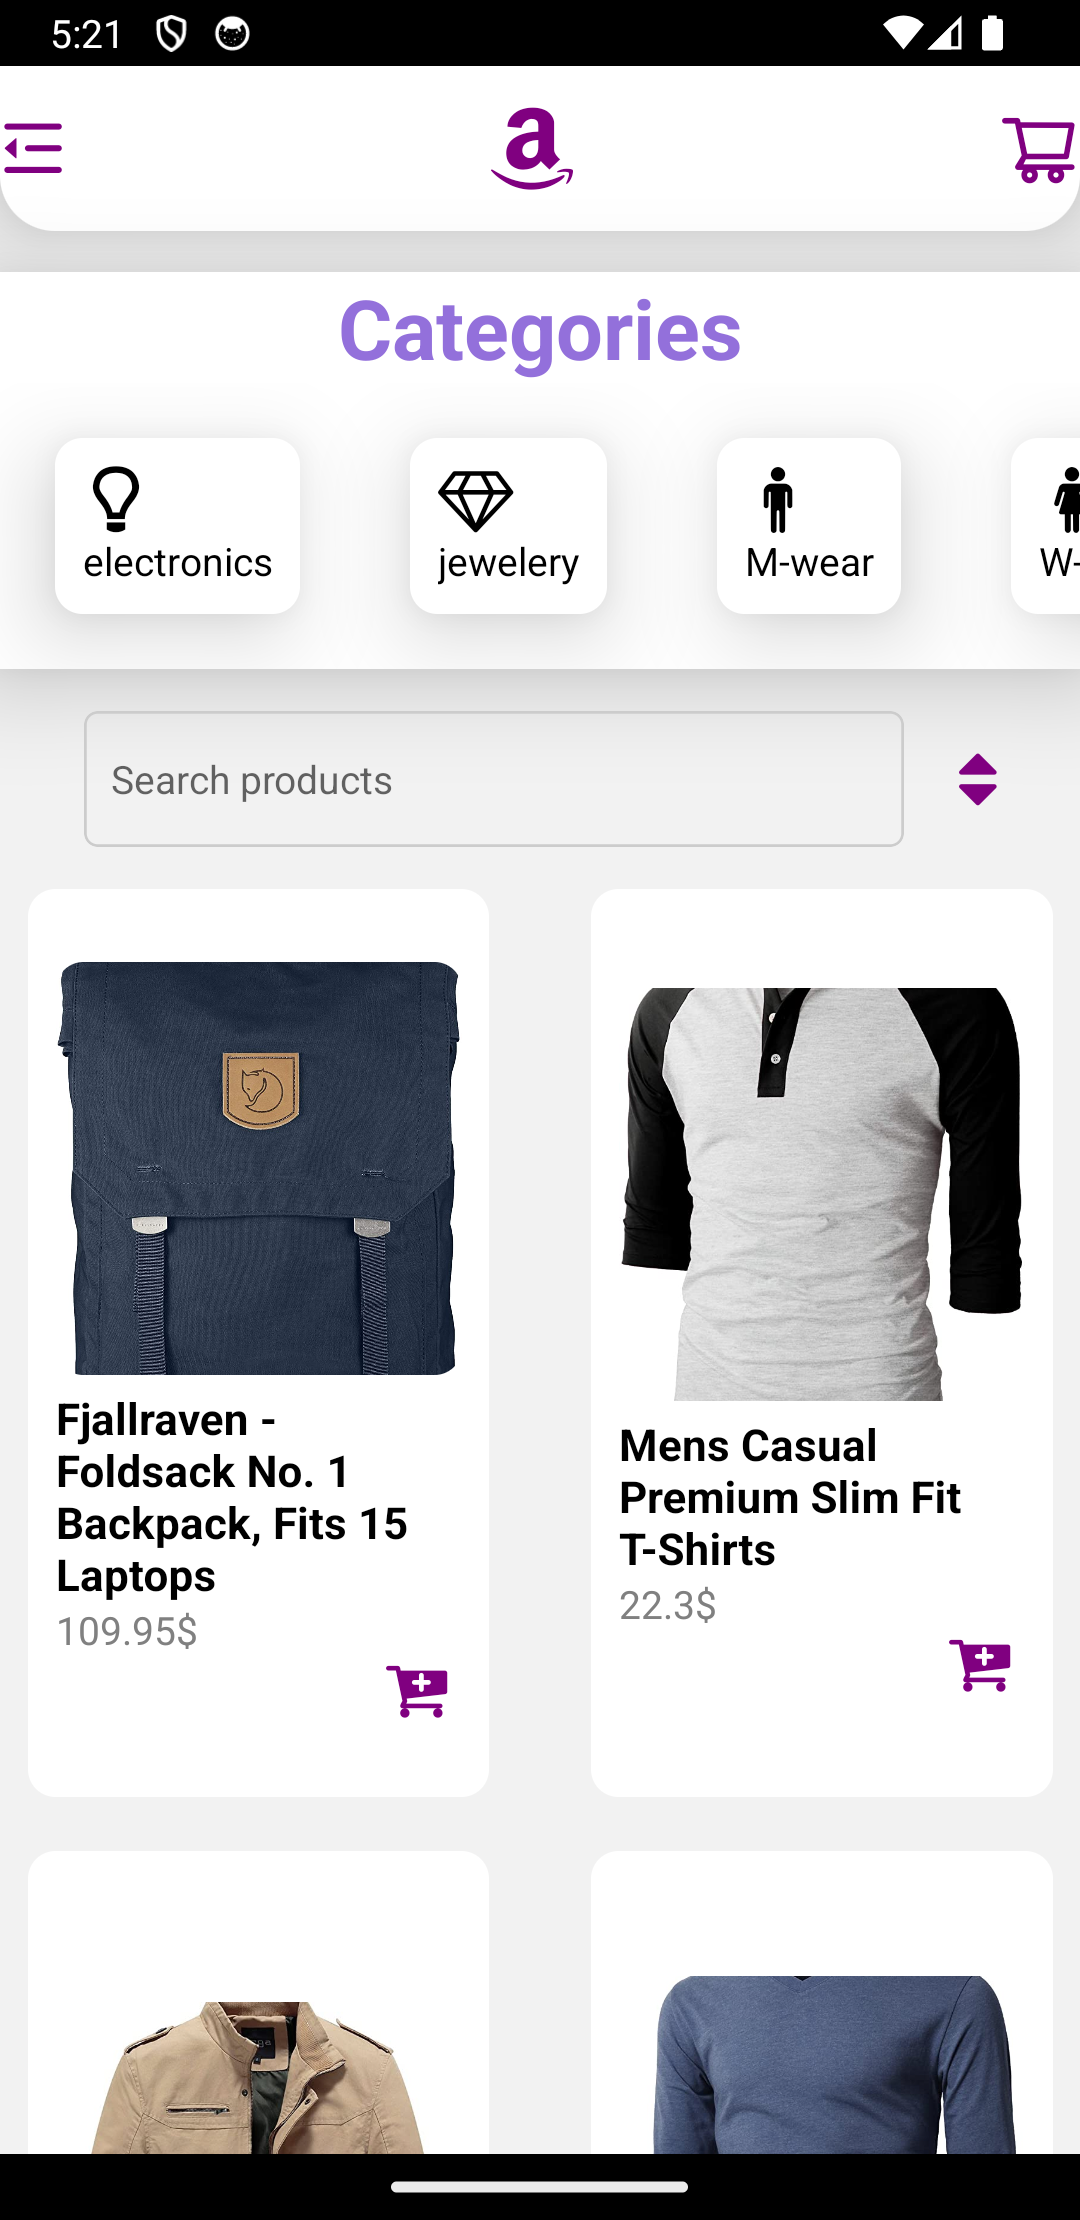 5:21
a
Categories
electronics
jewelery
M-wear
W-
Search products
Fjallraven -
Foldsack No. 1
Backpack, Fits 15
Laptops
109.95$
Mens Casual
Premium Slim Fit
T-Shirts
22.3$